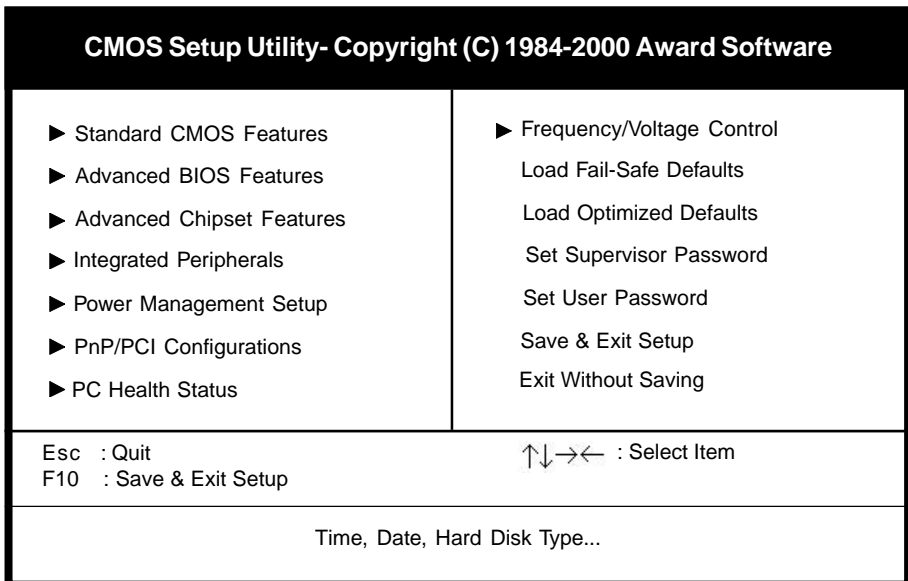 CMOS Setup Utility- Copyright (C) 1984-2000 Award Software
▶ Standard CMOS Features
▶ Advanced BIOS Features
▶ Advanced Chipset Features
▶ Integrated Peripherals
▶ Power Management Setup
▶ PnP/PCI Configurations
▶ PC Health Status
▶ Frequency/Voltage Control
Load Fail-Safe Defaults
Load Optimized Defaults
Set Supervisor Password
Set User Password
Save & Exit Setup
Exit Without Saving
Esc : Quit
F10 : Save & Exit Setup
↑↓→← : Select Item
Time, Date, Hard Disk Type...